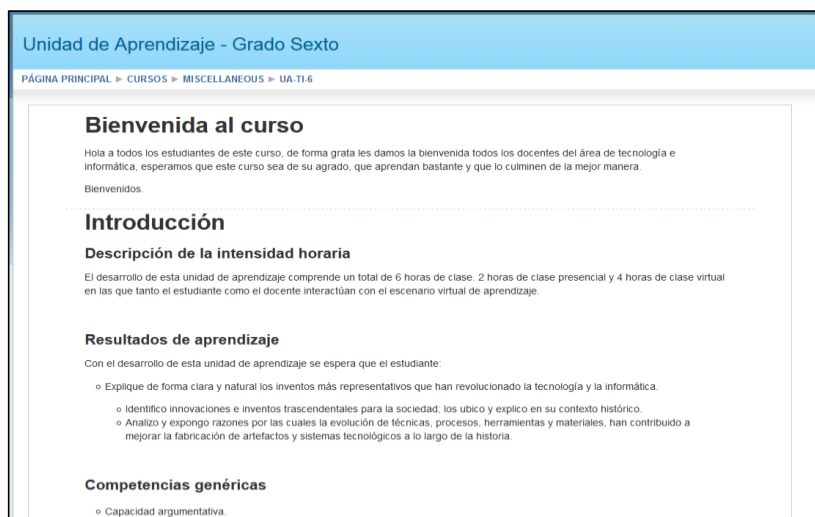 Unidad de Aprendizaje - Grado Sexto
PÁGINA PRINCIPAL ► CURSOS ► MISCELLANEOUS ► UA-TI-6
Bienvenida al curso
Hola a todos los estudiantes de este curso, de forma grata les damos la bienvenida todos los docentes del área de tecnología e
informática, esperamos que este curso sea de su agrado, que aprendan bastante y que lo culminen de la mejor manera.
Bienvenidos.
Introducción
Descripción de la intensidad horaria
El desarrollo de esta unidad de aprendizaje comprende un total de 6 horas de clase. 2 horas de clase presencial y 4 horas de clase virtual
en las que tanto el estudiante como el docente interactúan con el escenario virtual de aprendizaje.
Resultados de aprendizaje
Con el desarrollo de esta unidad de aprendizaje se espera que el estudiante:
Explique de forma clara y natural los inventos más representativos que han revolucionado la tecnología y la informática.
Identifico innovaciones e inventos trascendentales para la sociedad; los ubico y explico en su contexto histórico.
Analizo y expongo razones por las cuales la evolución de técnicas, procesos, herramientas y materiales, han contribuido a
mejorar la fabricación de artefactos y sistemas tecnológicos a lo largo de la historia.
Competencias genéricas
Capacidad argumentativa.